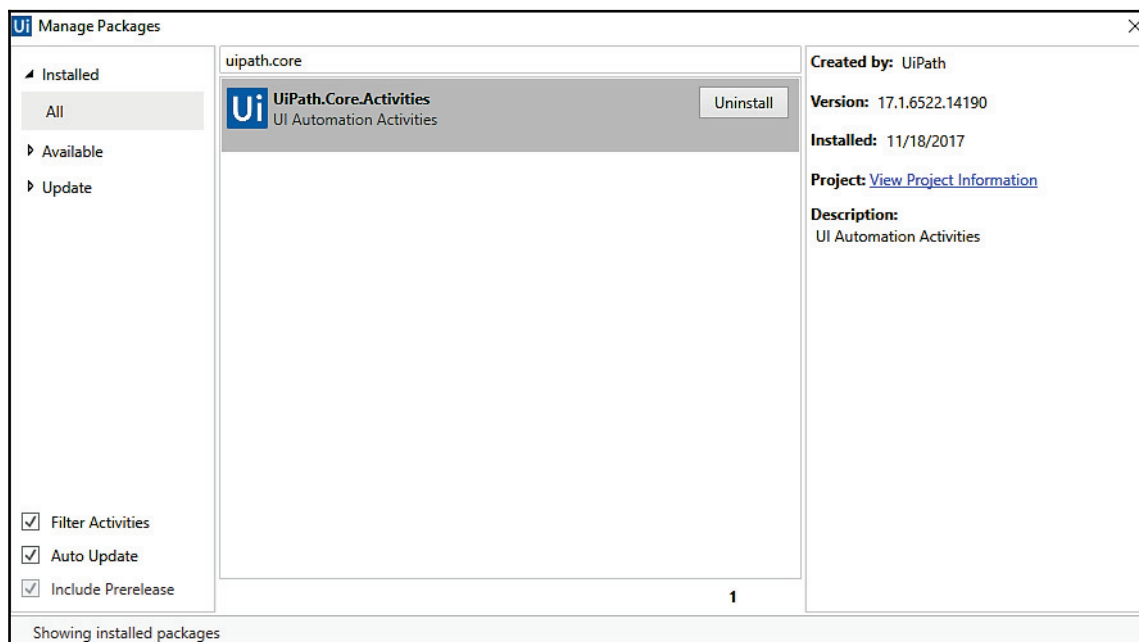 Ui Manage Packages
Installed
All
Available
Update
Filter Activities
Auto Update
Include Prerelease
uipath.core
Ui
UiPath.Core.Activities
UI Automation Activities
Uninstall
1
Created by: UiPath
Version: 17.1.6522.14190
Installed: 11/18/2017
Project: View Project Information
Description:
UI Automation Activities
Showing installed packages